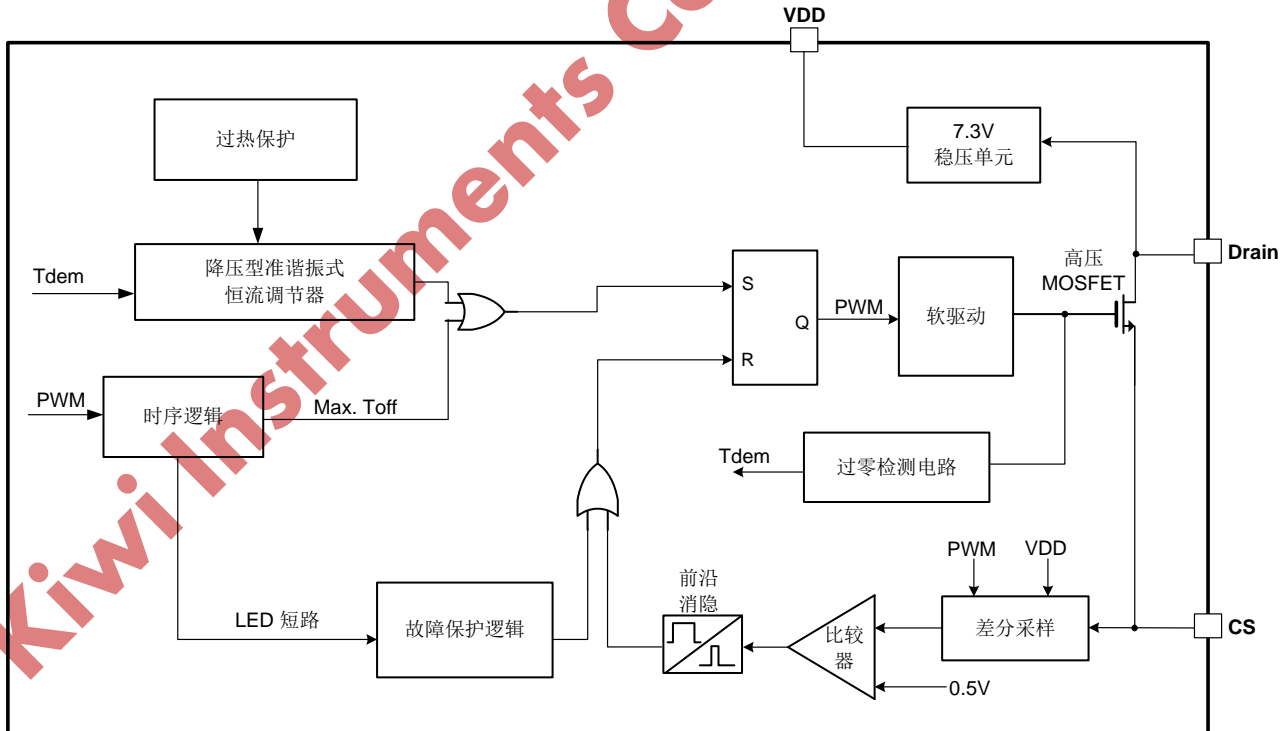 VDD
过热保护
7.3V
稳压单元
Tdem
降压型准谐振式
恒流调节器
高压
MOSFET
Drain
S
R
Q
PWM
软驱动
PWM
时序逻辑
Max. Toff
Tdem
过零检测电路
PWM
VDD
LED 短路
故障保护逻辑
前沿
消隐
比较
器
差分采样
CS
0.5V
Kiwi Instruments Co